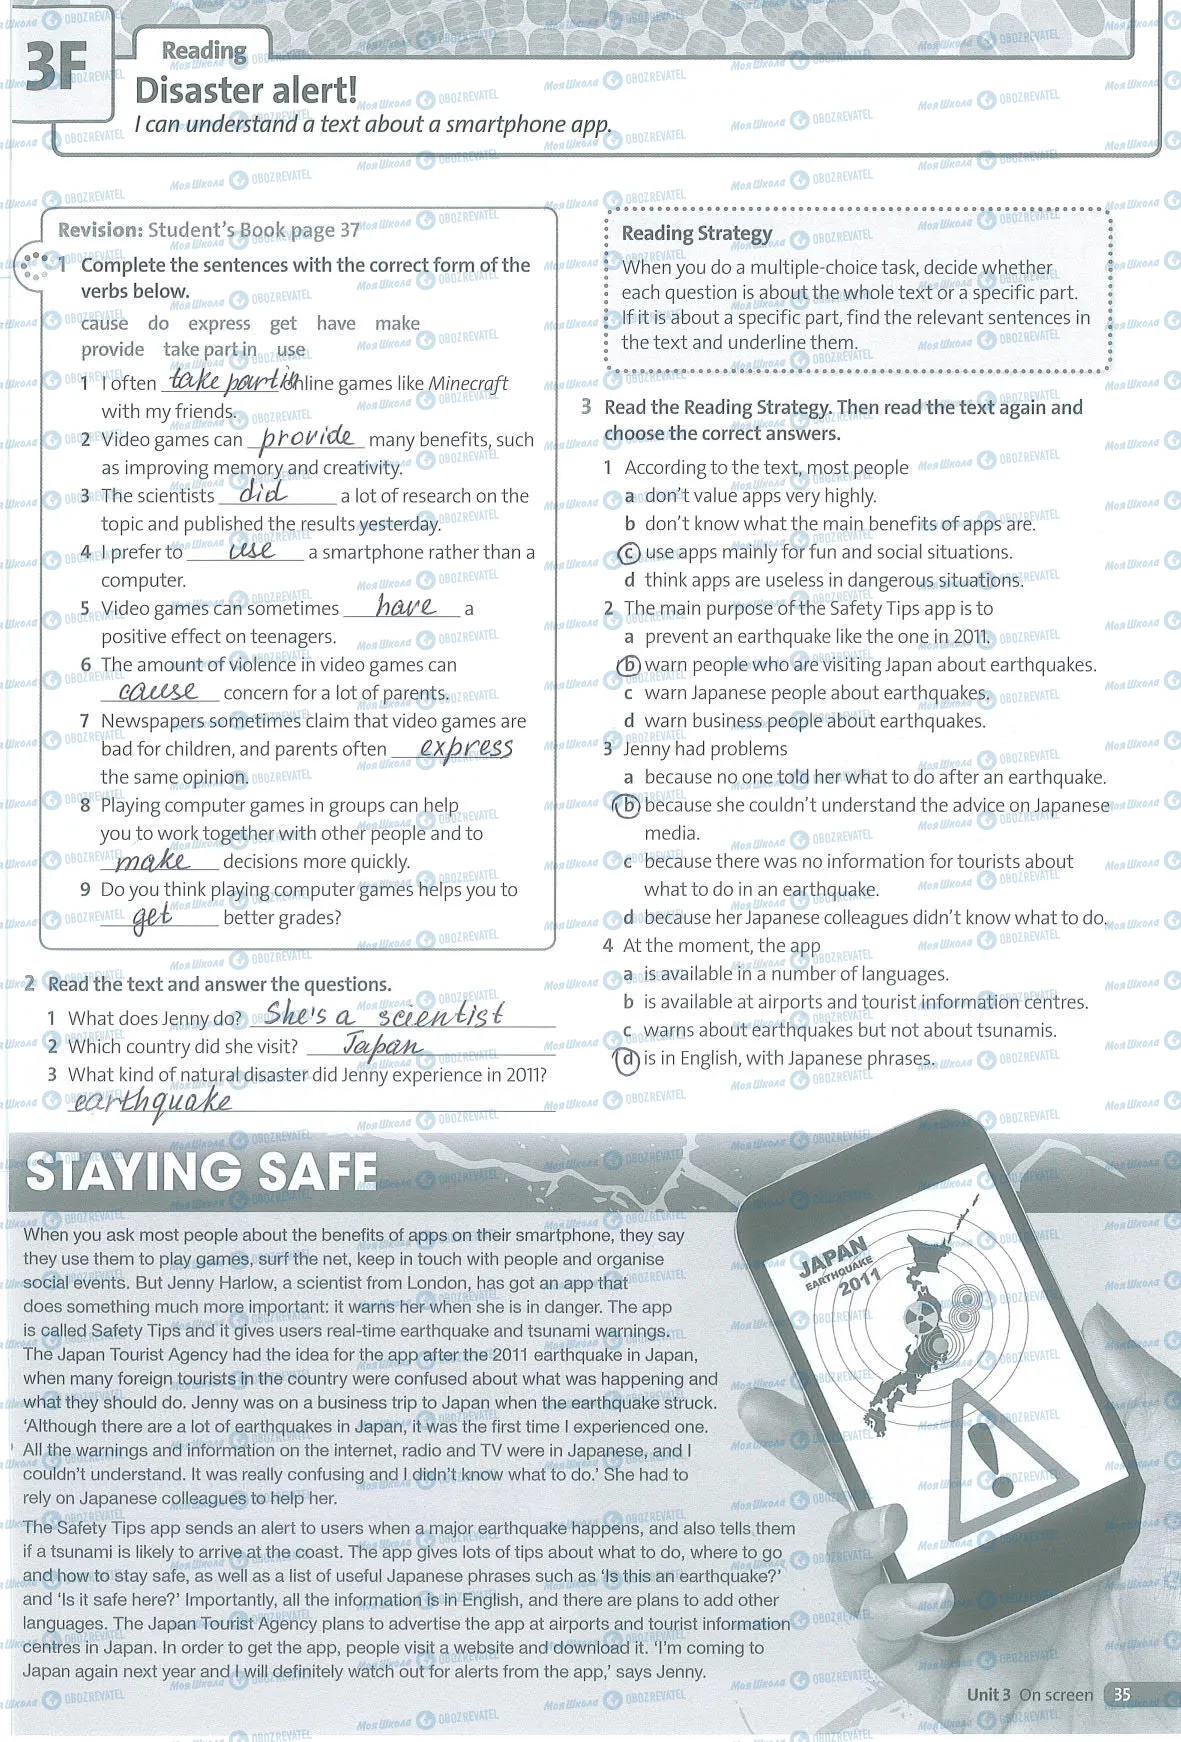 3F
Reading
Disaster alert!
I can understand a text about a smartphone app.
Revision: Student's Book page 37
1 Complete the sentences with the correct form of the
verbs below.
cause do express get have make
provide take part in use
1 I often take part in online games like Minecraft
with my friends.
2 Video games can provide many benefits, such
as improving memory and creativity.
3 The scientists did a lot of research on the
topic and published the results yesterday.
4 I prefer to use a smartphone rather than a
computer.
5 Video games can sometimes have a
positive effect on teenagers.
6 The amount of violence in video games can
cause concern for a lot of parents.
7 Newspapers sometimes claim that video games are
bad for children, and parents often express
the same opinion.
8 Playing computer games in groups can help
you to work together with other people and to
make decisions more quickly.
9 Do you think playing computer games helps you to
get better grades?
2 Read the text and answer the questions.
1 What does Jenny do? She's a scientist
2 Which country did she visit? Japan
3 What kind of natural disaster did Jenny experience in 2011?
earthquake
Reading Strategy
When you do a multiple-choice task, decide whether
each question is about the whole text or a specific part.
If it is about a specific part, find the relevant sentences in
the text and underline them.
3 Read the Reading Strategy. Then read the text again and
choose the correct answers.
1 According to the text, most people
a don't value apps very highly.
b don't know what the main benefits of apps are.
c use apps mainly for fun and social situations.
d think apps are useless in dangerous situations.
2 The main purpose of the Safety Tips app is to
a prevent an earthquake like the one in 2011.
b warn people who are visiting Japan about earthquakes.
c warn Japanese people about earthquakes.
d warn business people about earthquakes.
3 Jenny had problems
a because no one told her what to do after an earthquake.
b because she couldn't understand the advice on Japanese
media.
c because there was no information for tourists about
what to do in an earthquake.
d because her Japanese colleagues didn't know what to do.
4 At the moment, the app
a is available in a number of languages.
b is available at airports and tourist information centres.
c warns about earthquakes but not about tsunamis.
d is in English, with Japanese phrases.
STAYING SAFE
When you ask most people about the benefits of apps on their smartphone, they say
they use them to play games, surf the net, keep in touch with people and organise
social events. But Jenny Harlow, a scientist from London, has got an app that
does something much more important: it warns her when she is in danger. The app
is called Safety Tips and it gives users real-time earthquake and tsunami warnings.
The Japan Tourist Agency had the idea for the app after the 2011 earthquake in Japan,
when many foreign tourists in the country were confused about what was happening and
what they should do. Jenny was on a business trip to Japan when the earthquake struck.
'Although there are a lot of earthquakes in Japan, it was the first time I experienced one.
All the warnings and information on the internet, radio and TV were in Japanese, and I
couldn't understand. It was really confusing and I didn't know what to do.' She had to
rely on Japanese colleagues to help her.
The Safety Tips app sends an alert to users when a major earthquake happens, and also tells them
if a tsunami is likely to arrive at the coast. The app gives lots of tips about what to do, where to go
and how to stay safe, as well as a list of useful Japanese phrases such as 'Is this an earthquake?'
and 'Is it safe here?' Importantly, all the information is in English, and there are plans to add other
languages. The Japan Tourist Agency plans to advertise the app at airports and tourist information
centres in Japan. In order to get the app, people visit a website and download it. 'I'm coming to
Japan again next year and I will definitely watch out for alerts from the app,' says Jenny.
JAPAN
EARTHQUAKE
2011
Unit 3 On screen 35
Моя Школа OBOZREVATEL